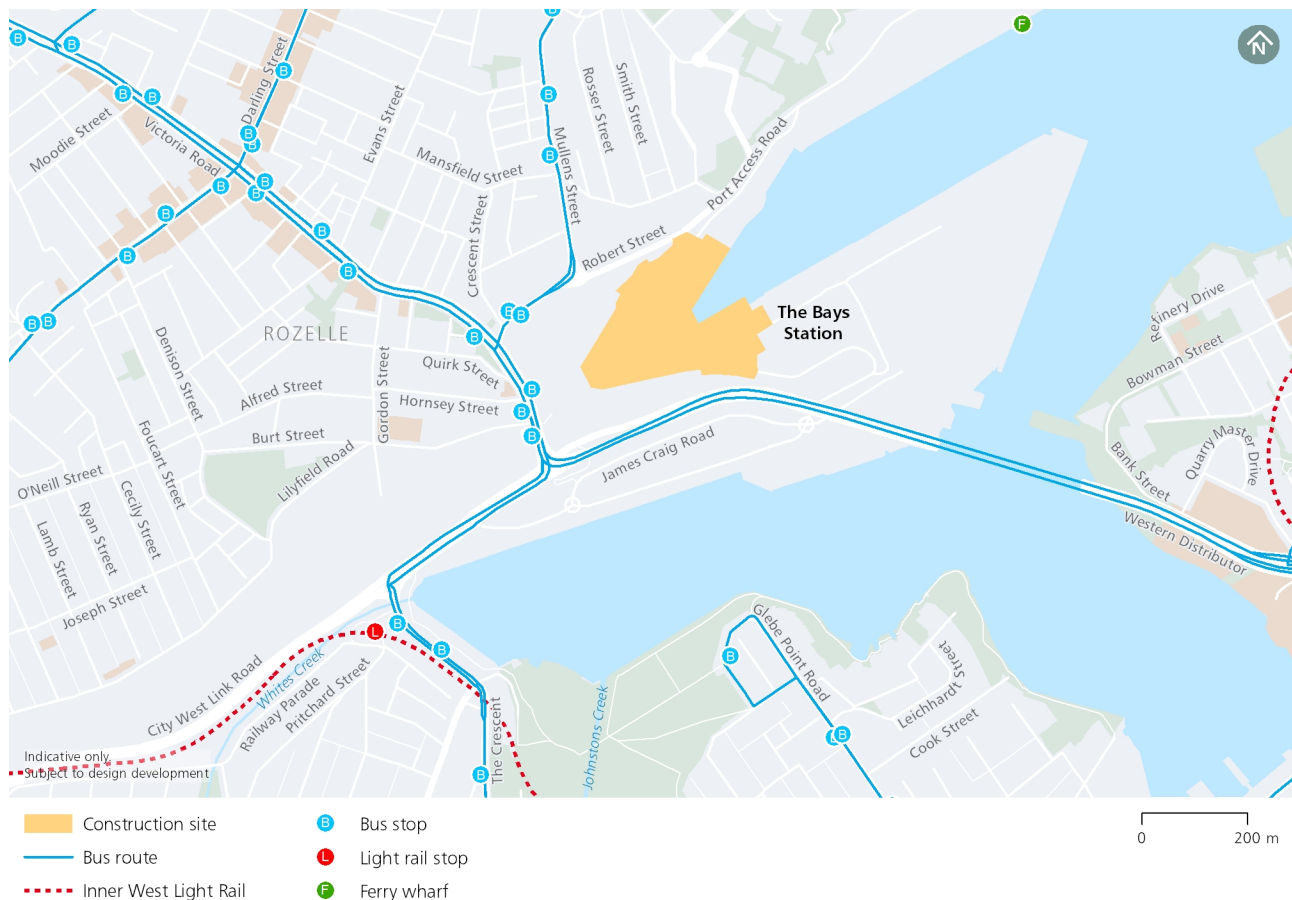 N
Darling Street
Moodie Street
Victoria Road
Evans Street
Mansfield Street
Mullens Street
Rosser Street
Smith Street
Port Access Road
Crescent Street
Robert Street
The Bays
Station
ROZELLE
Denison Street
Gordon Street
Quirk Street
Alfred Street
Hornsey Street
Burt Street
Foucart Street
Lilyfield Road
O'Neill Street
Cecily Street
Ryan Street
Lamb Street
Joseph Street
James Craig Road
Refinery Drive
Bowman Street
Quarry Master Drive
Bank Street
Western Distributor
Glebe Point Road
Leichhardt Street
Cook Street
Johnstons Creek
The Crescent
Whites Creek
City West Link Road
Railway Parade
Pritchard Street
Indicative only.
Subject to design development
Construction site
B Bus stop
Bus route
L Light rail stop
Inner West Light Rail
F Ferry wharf
0 200 m